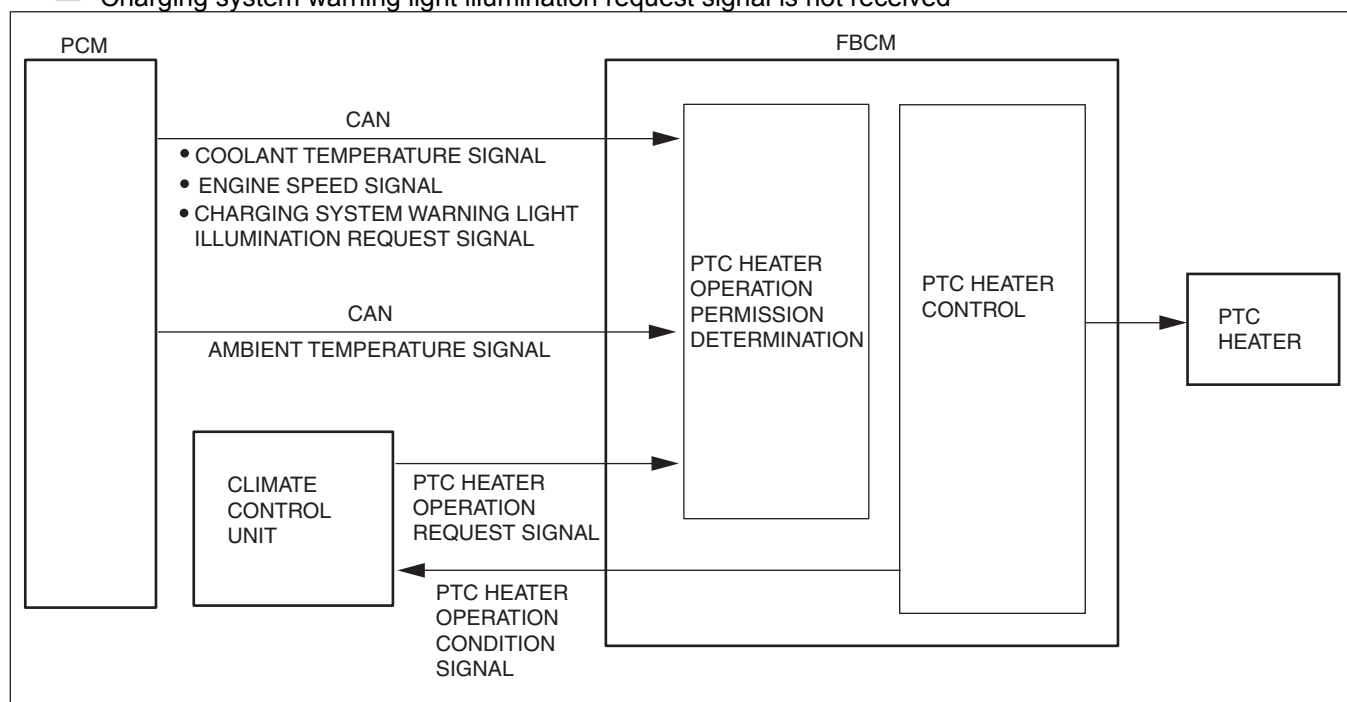 Charging system warning light illumination request signal is not received
PCM
FBCM
CAN
• COOLANT TEMPERATURE SIGNAL
• ENGINE SPEED SIGNAL
• CHARGING SYSTEM WARNING LIGHT
ILLUMINATION REQUEST SIGNAL
CAN
AMBIENT TEMPERATURE SIGNAL
PTC HEATER
OPERATION
PERMISSION
DETERMINATION
PTC HEATER
CONTROL
PTC
HEATER
CLIMATE
CONTROL
UNIT
PTC HEATER
OPERATION
REQUEST SIGNAL
PTC HEATER
OPERATION
CONDITION
SIGNAL